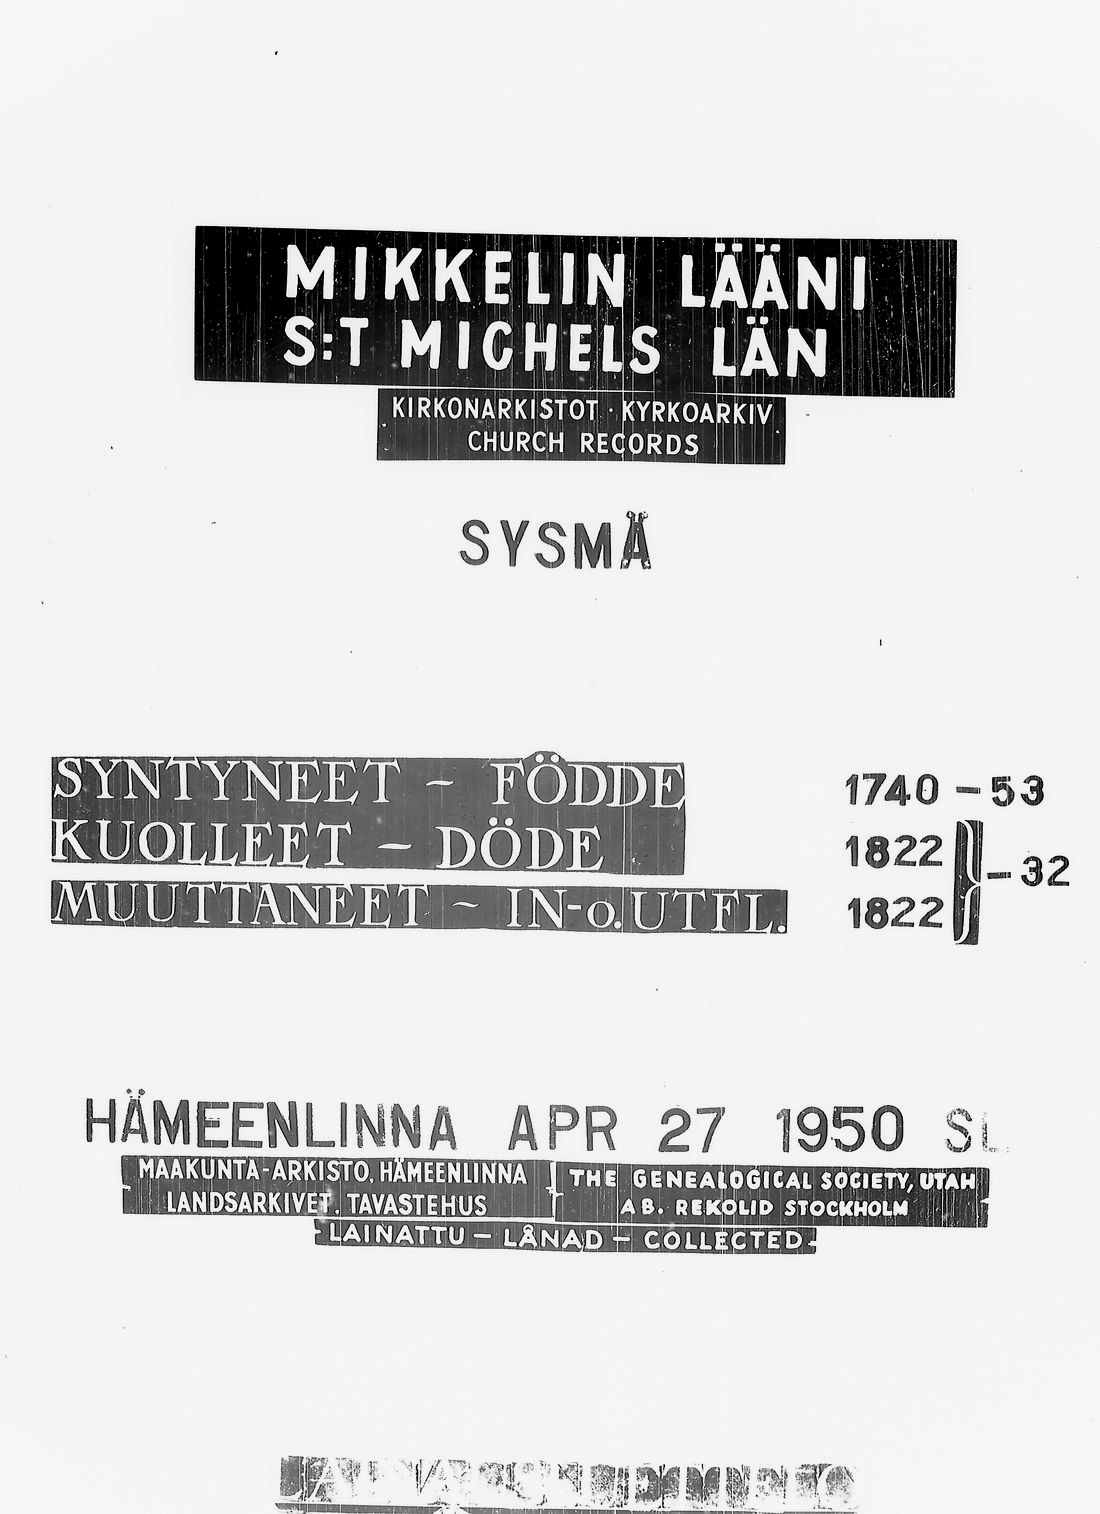 MIKKELIN LÄÄNI
S:T MICHELS LÄN
KIRKONARKISTOT · KYRKOARKIV
CHURCH RECORDS
SYSMÄ
SYNTYNEET - FÖDDE 1740 - 53
KUOLLEET - DÖDE 1822
} - 32
MUUTTANEET - IN- o. UTFL. 1822
HÄMEENLINNA APR 27 1950 SL
MAAKUNTA-ARKISTO, HÄMEENLINNA
LANDSARKIVET, TAVASTEHUS
THE GENEALOGICAL SOCIETY, UTAH
AB. REKOLID STOCKHOLM
LAINATTU - LÅNAD - COLLECTED